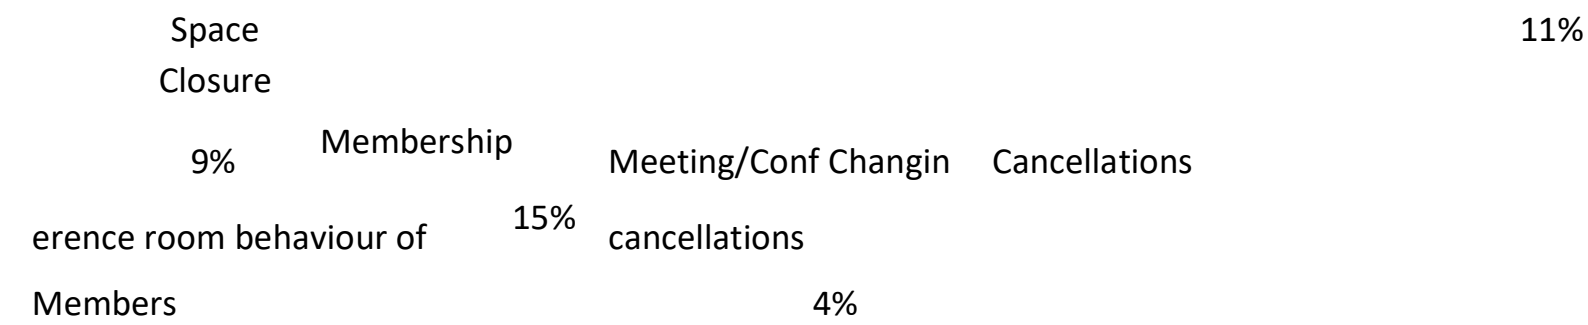 Space 11%
Closure
9% Membership Meeting/Conf Changin Cancellations
erence room behaviour of 15% cancellations
Members 4%